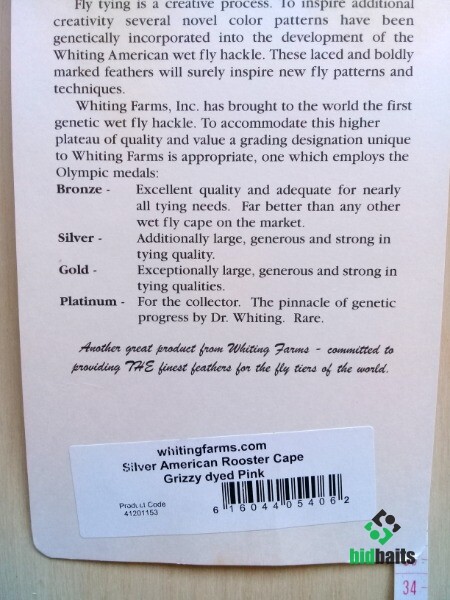 Fly tying is a creative process. To inspire additional
creativity several novel color patterns have been
genetically incorporated into the development of the
Whiting American wet fly hackle. These laced and boldly
marked feathers will surely inspire new fly patterns and
techniques.
Whiting Farms, Inc. has brought to the world the first
genetic wet fly hackle. To accommodate this higher
plateau of quality and value a grading designation unique
to Whiting Farms is appropriate, one which employs the
Olympic medals:
Bronze - Excellent quality and adequate for nearly
all tying needs. Far better than any other
wet fly cape on the market.
Silver - Additionally large, generous and strong in
tying quality.
Gold - Exceptionally large, generous and strong in
tying qualities.
Platinum - For the collector. The pinnacle of genetic
progress by Dr. Whiting. Rare.
Another great product from Whiting Farms - committed to
providing THE finest feathers for the fly tiers of the world.
whitingfarms.com
Silver American Rooster Cape
Grizzy dyed Pink
Product Code
41201153
6 16044 05406 2
bidbaits
34